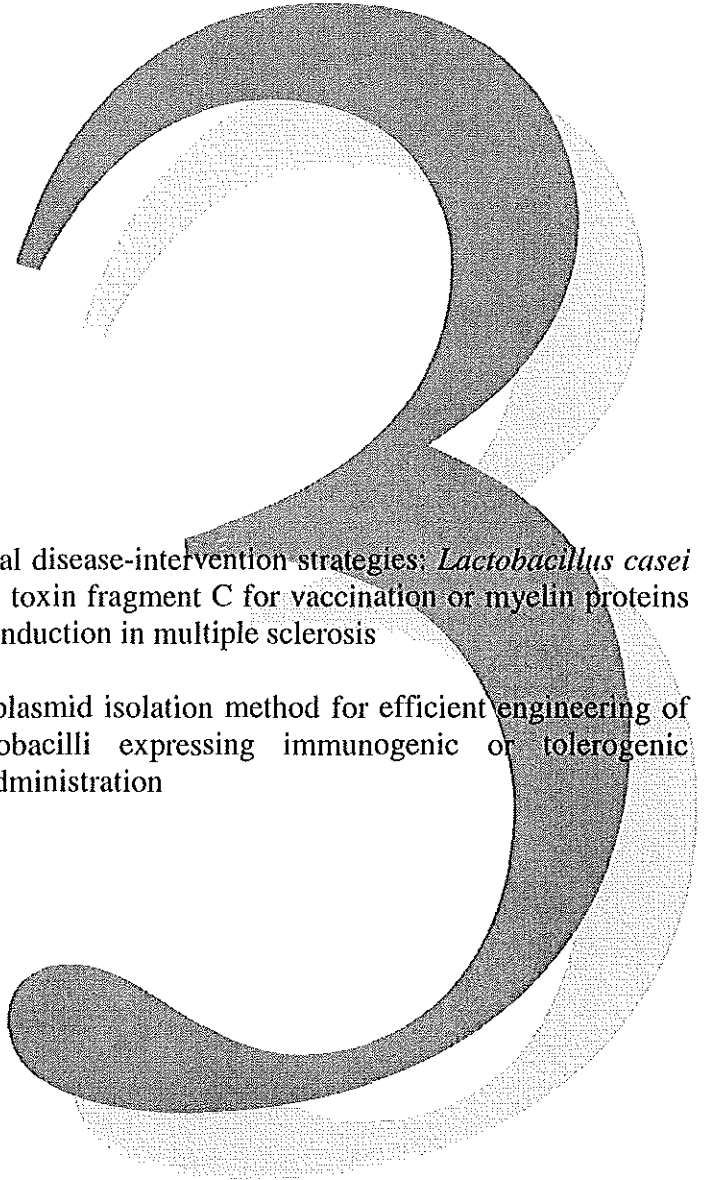 3
al disease-intervention strategies: Lactobacillus casei
toxin fragment C for vaccination or myelin proteins
nduction in multiple sclerosis
plasmid isolation method for efficient engineering of
obacilli expressing immunogenic or tolerogenic
dministration